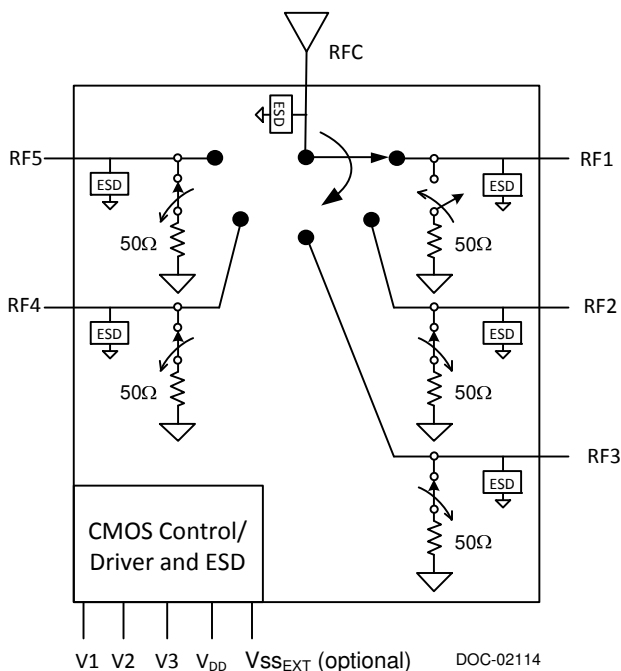 RFC
ESD
RF5
RF1
ESD
ESD
50Ω
50Ω
RF4
RF2
ESD
ESD
50Ω
50Ω
RF3
ESD
CMOS Control/
Driver and ESD
50Ω
V1 V2 V3 VDD VssEXT (optional) DOC-02114